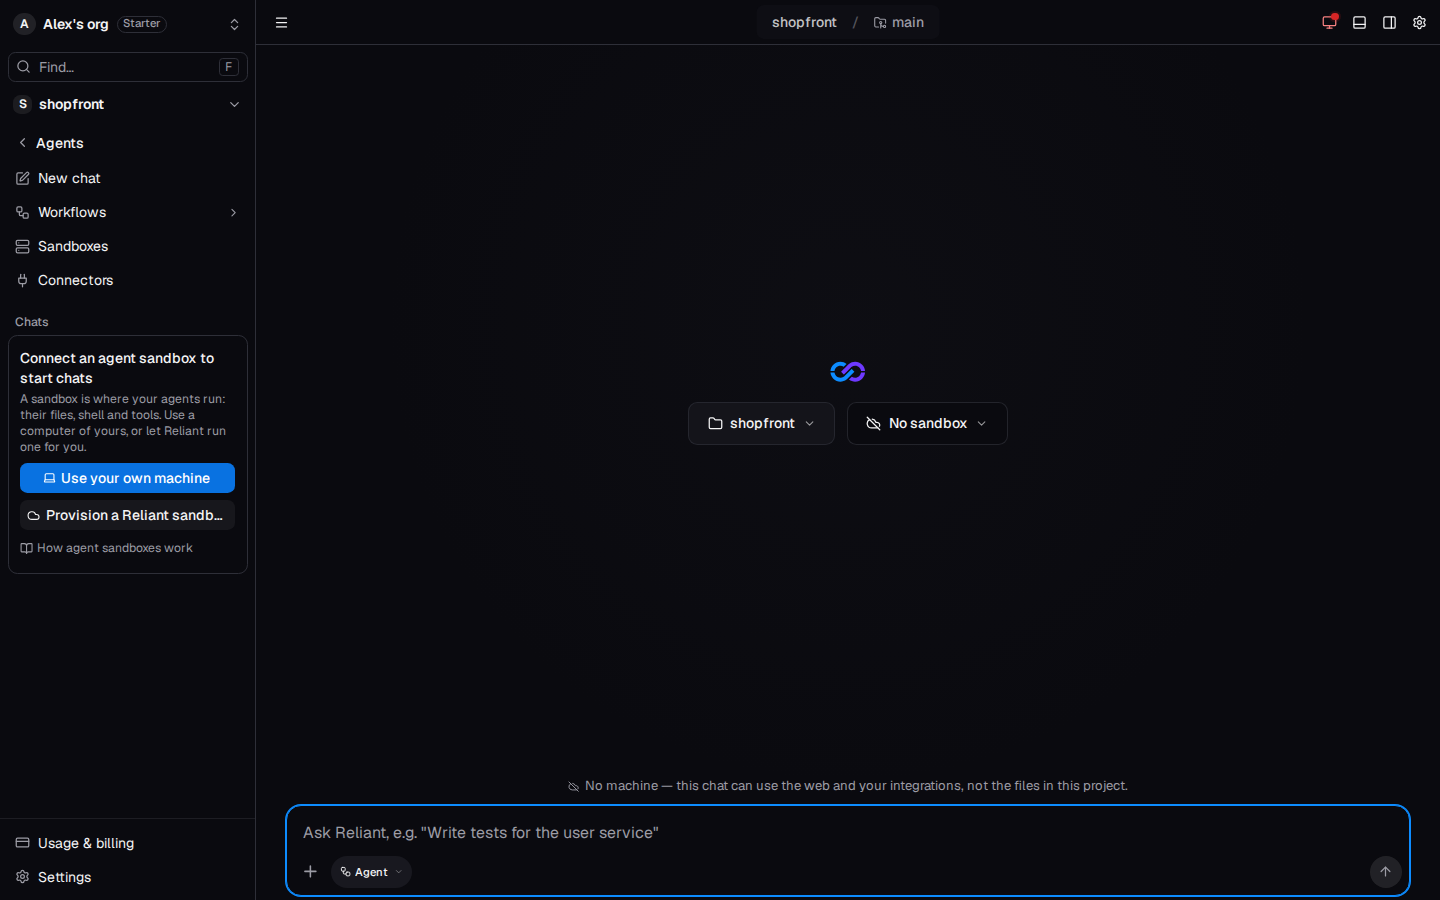 A Alex's org Starter
Find... F
S shopfront
Agents
New chat
Workflows
Sandboxes
Connectors
Chats
Connect an agent sandbox to
start chats
A sandbox is where your agents run:
their files, shell and tools. Use a
computer of yours, or let Reliant run
one for you.
Use your own machine
Provision a Reliant sandb...
How agent sandboxes work
Usage & billing
Settings
shopfront / main
shopfront
No sandbox
No machine — this chat can use the web and your integrations, not the files in this project.
Ask Reliant, e.g. "Write tests for the user service"
Agent